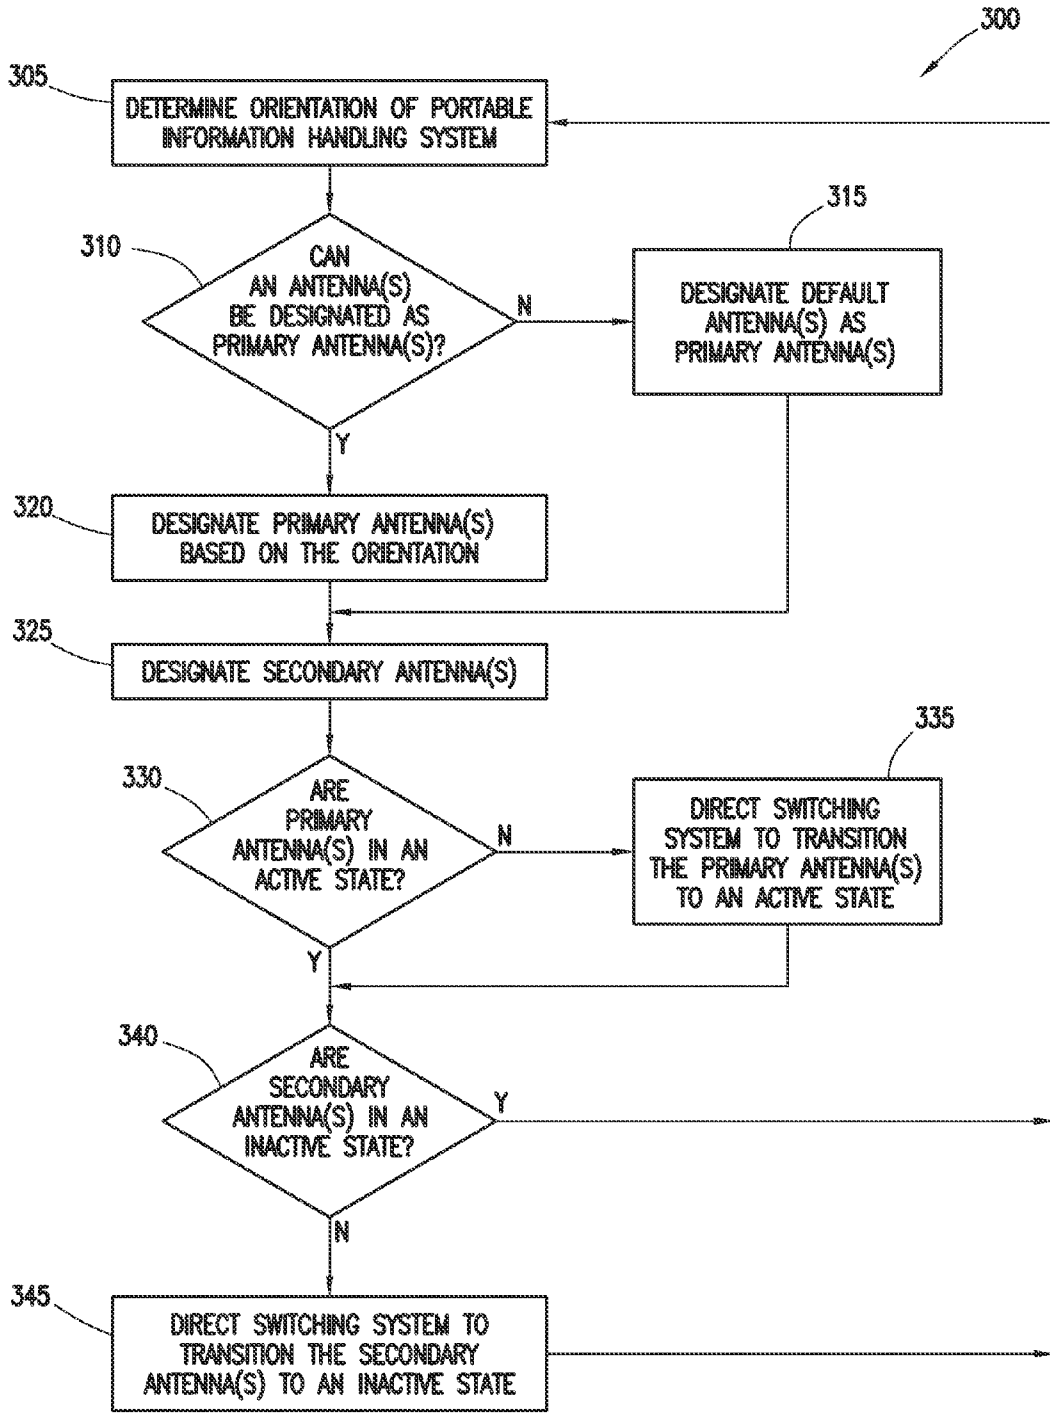 300
305
DETERMINE ORIENTATION OF PORTABLE
INFORMATION HANDLING SYSTEM
310
CAN
AN ANTENNA(S)
BE DESIGNATED AS
PRIMARY ANTENNA(S)?
N
315
DESIGNATE DEFAULT
ANTENNA(S) AS
PRIMARY ANTENNA(S)
Y
320
DESIGNATE PRIMARY ANTENNA(S)
BASED ON THE ORIENTATION
325
DESIGNATE SECONDARY ANTENNA(S)
330
ARE
PRIMARY
ANTENNA(S) IN AN
ACTIVE STATE?
N
335
DIRECT SWITCHING
SYSTEM TO TRANSITION
THE PRIMARY ANTENNA(S)
TO AN ACTIVE STATE
Y
340
ARE
SECONDARY
ANTENNA(S) IN AN
INACTIVE STATE?
Y
N
345
DIRECT SWITCHING SYSTEM TO
TRANSITION THE SECONDARY
ANTENNA(S) TO AN INACTIVE STATE